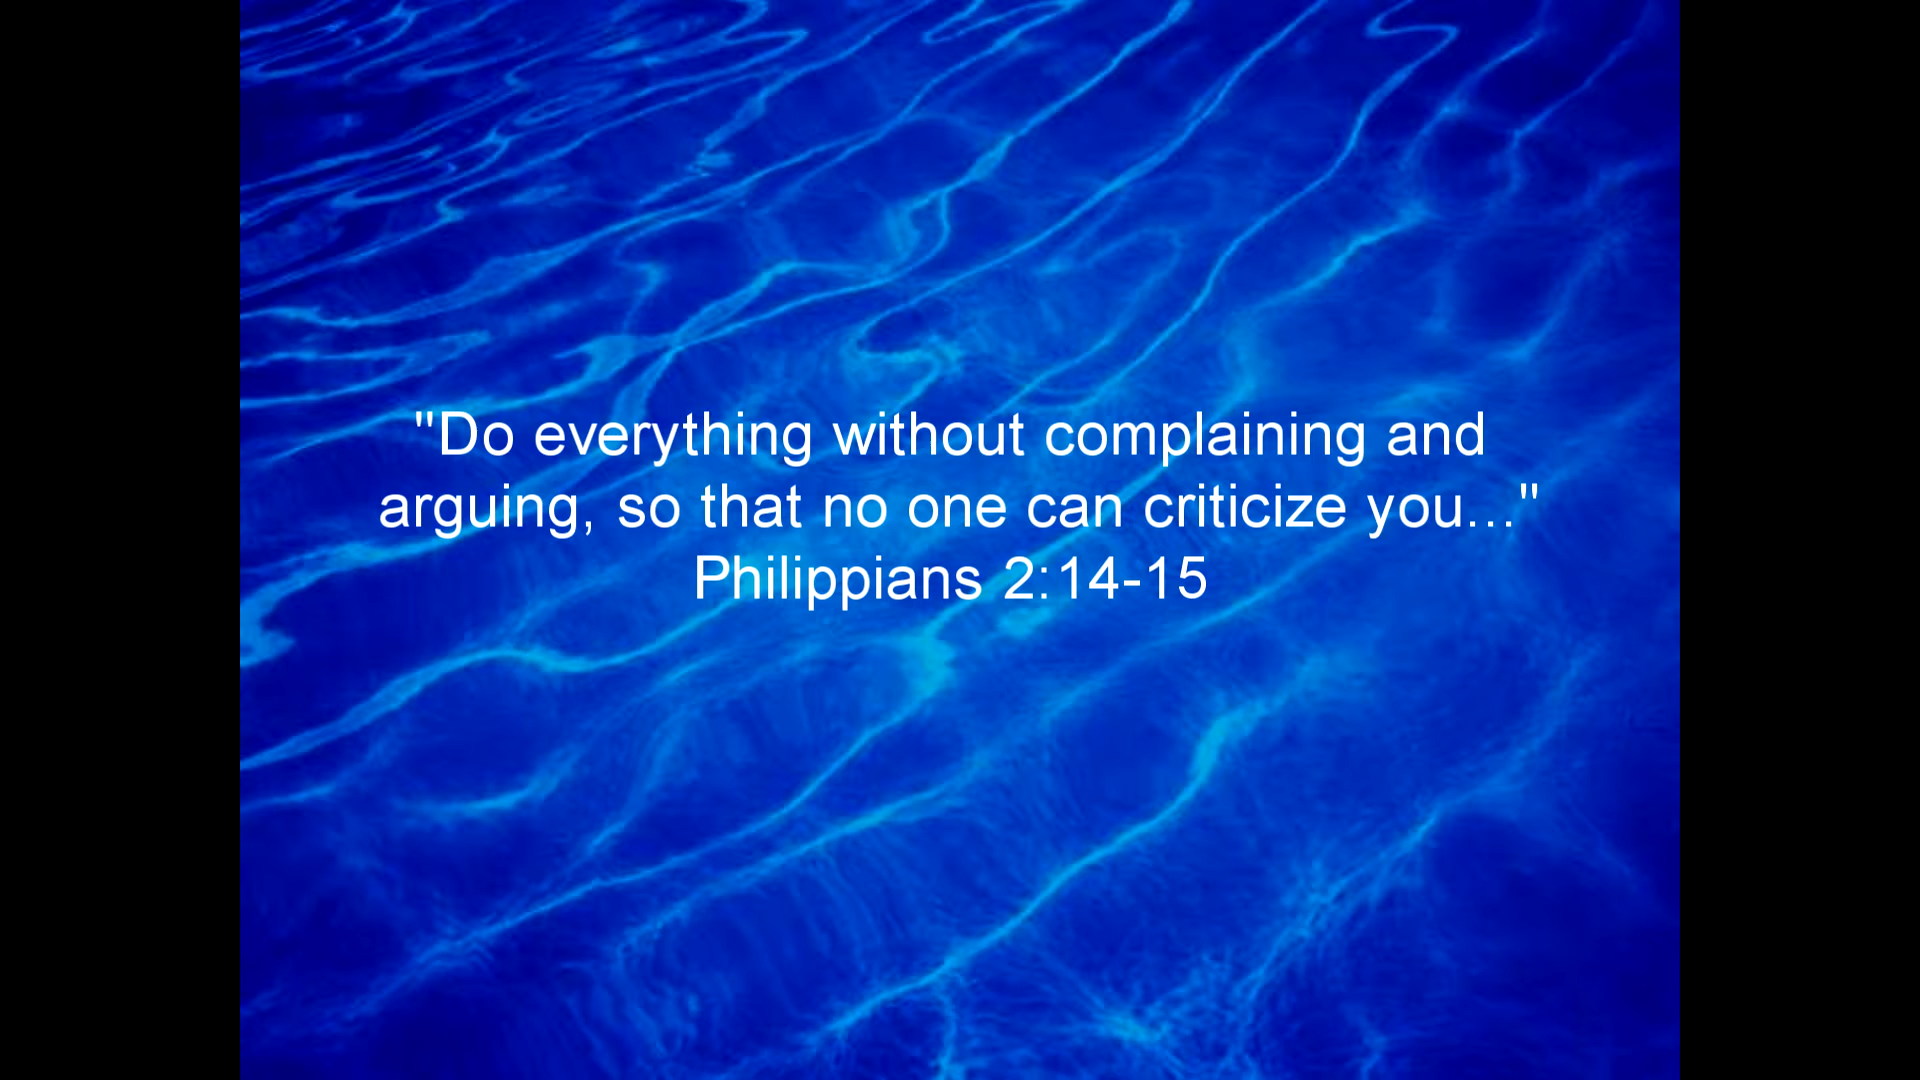 "Do everything without complaining and
arguing, so that no one can criticize you..."
Philippians 2:14-15